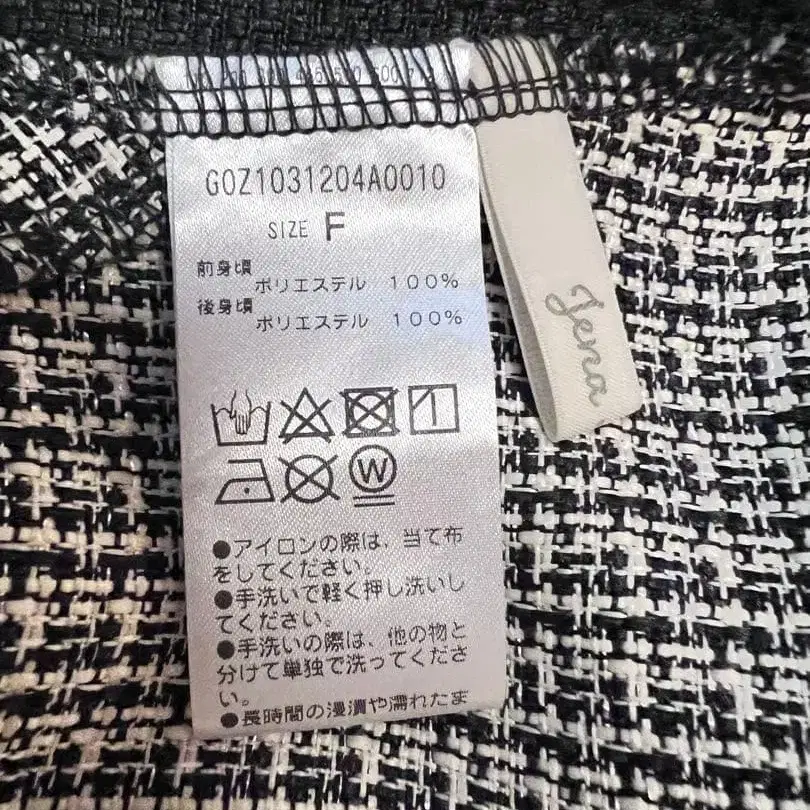 G0Z1031204A0010
SIZE F
前身頃
ポリエステル 100%
後身頃
ポリエステル 100%
W
●アイロンの際は、当て布
をしてください。
●手洗いで軽く押し洗いし
てください。
●手洗いの際は、他の物と
分けて単独で洗ってくださ
い。
●長時間の浸漬や濡れたま
Jena